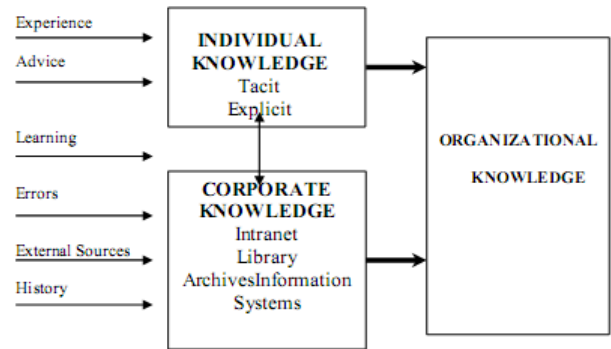 Experience
Advice
Learning
Errors
External Sources
History
INDIVIDUAL
KNOWLEDGE
Tacit
Explicit
CORPORATE
KNOWLEDGE
Intranet
Library
ArchivesInformation
Systems
ORGANIZATIONAL
KNOWLEDGE